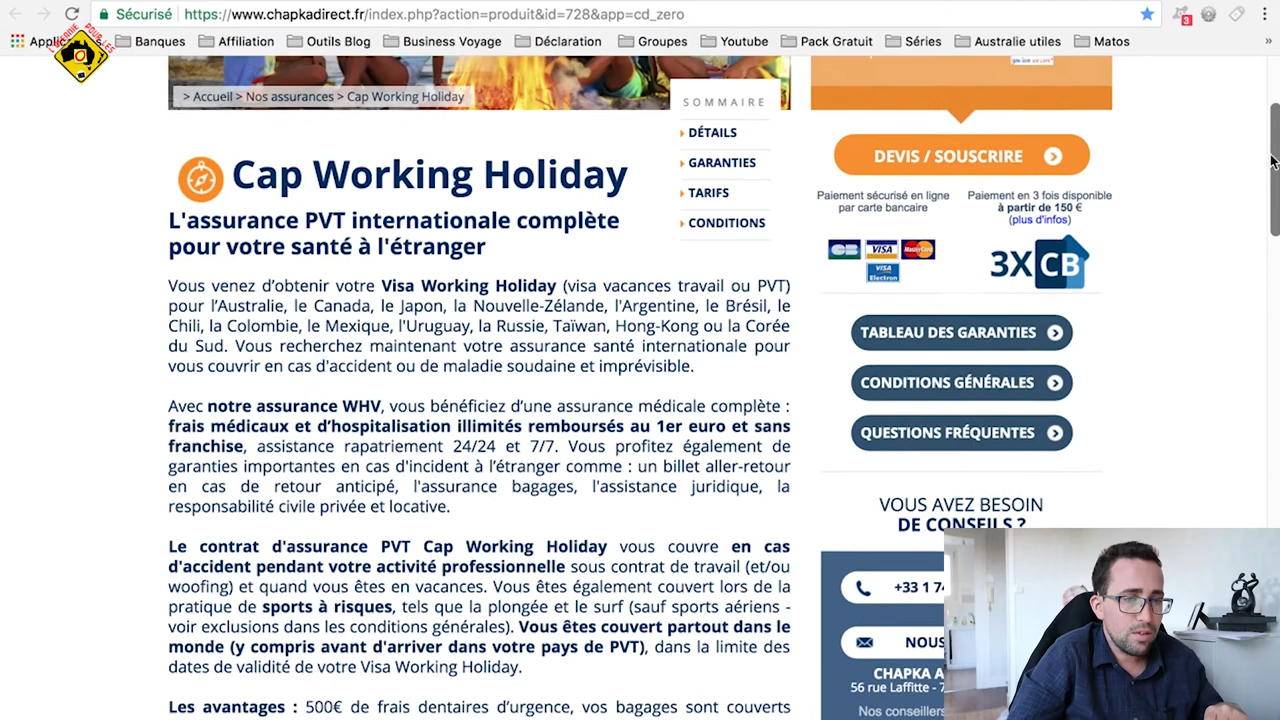 Sécurisé https://www.chapkadirect.fr/index.php?action=produit&id=728&app=cd_zero
3
Banques Affiliation Outils Blog Business Voyage Déclaration Groupes Youtube Pack Gratuit Séries Australie utiles Matos »
> Accueil > Nos assurances > Cap Working Holiday
SOMMAIRE
DÉTAILS
GARANTIES
TARIFS
CONDITIONS
Cap Working Holiday
L'assurance PVT internationale complète
pour votre santé à l'étranger
Vous venez d’obtenir votre Visa Working Holiday (visa vacances travail ou PVT)
pour l’Australie, le Canada, le Japon, la Nouvelle-Zélande, l'Argentine, le Brésil, le
Chili, la Colombie, le Mexique, l'Uruguay, la Russie, Taïwan, Hong-Kong ou la Corée
du Sud. Vous recherchez maintenant votre assurance santé internationale pour
vous couvrir en cas d’accident ou de maladie soudaine et imprévisible.
Avec notre assurance WHV, vous bénéficiez d’une assurance médicale complète :
frais médicaux et d’hospitalisation illimités remboursés au 1er euro et sans
franchise, assistance rapatriement 24/24 et 7/7. Vous profitez également de
garanties importantes en cas d'incident à l’étranger comme : un billet aller-retour
en cas de retour anticipé, l'assurance bagages, l'assistance juridique, la
responsabilité civile privée et locative.
Le contrat d'assurance PVT Cap Working Holiday vous couvre en cas
d'accident pendant votre activité professionnelle sous contrat de travail (et/ou
woofing) et quand vous êtes en vacances. Vous êtes également couvert lors de la
pratique de sports à risques, tels que la plongée et le surf (sauf sports aériens -
voir exclusions dans les conditions générales). Vous êtes couvert partout dans le
monde (y compris avant d'arriver dans votre pays de PVT), dans la limite des
dates de validité de votre Visa Working Holiday.
Les avantages : 500€ de frais dentaires d’urgence, vos bagages sont couverts
DEVIS / SOUSCRIRE
Paiement sécurisé en ligne
par carte bancaire
Paiement en 3 fois disponible
à partir de 150 €
(plus d'infos)
CB VISA MasterCard
VISA Electron
3X CB
TABLEAU DES GARANTIES
CONDITIONS GÉNÉRALES
QUESTIONS FRÉQUENTES
VOUS AVEZ BESOIN
DE CONSEILS ?
+33 1 7
NOUS
CHAPKA A
56 rue Laffitte - 7
Nos conseillers